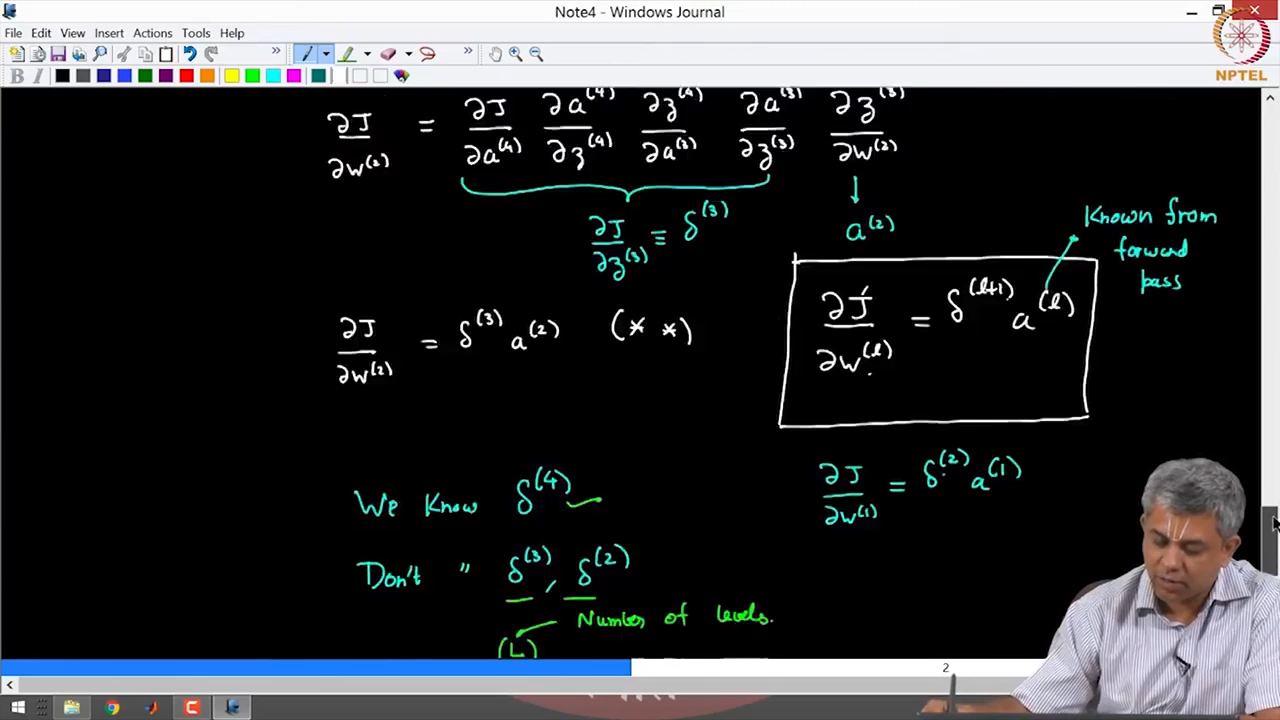 Note4 - Windows Journal
File Edit View Insert Actions Tools Help
NPTEL
∂J/∂w⁽²⁾ = ∂J/∂a⁽⁴⁾ ∂a⁽⁴⁾/∂z⁽⁴⁾ ∂z⁽⁴⁾/∂a⁽³⁾ ∂a⁽³⁾/∂z⁽³⁾ ∂z⁽³⁾/∂w⁽²⁾
∂J/∂z⁽³⁾ ≡ δ⁽³⁾
a⁽²⁾
Known from
forward
pass
∂J/∂w⁽ˡ⁾ = δ⁽ˡ⁺¹⁾ a⁽ˡ⁾
∂J/∂w⁽²⁾ = δ⁽³⁾ a⁽²⁾ (* *)
∂J/∂w⁽¹⁾ = δ⁽²⁾ a⁽¹⁾
We Know δ⁽⁴⁾
Don't " δ⁽³⁾, δ⁽²⁾
Number of levels.
(L)
2